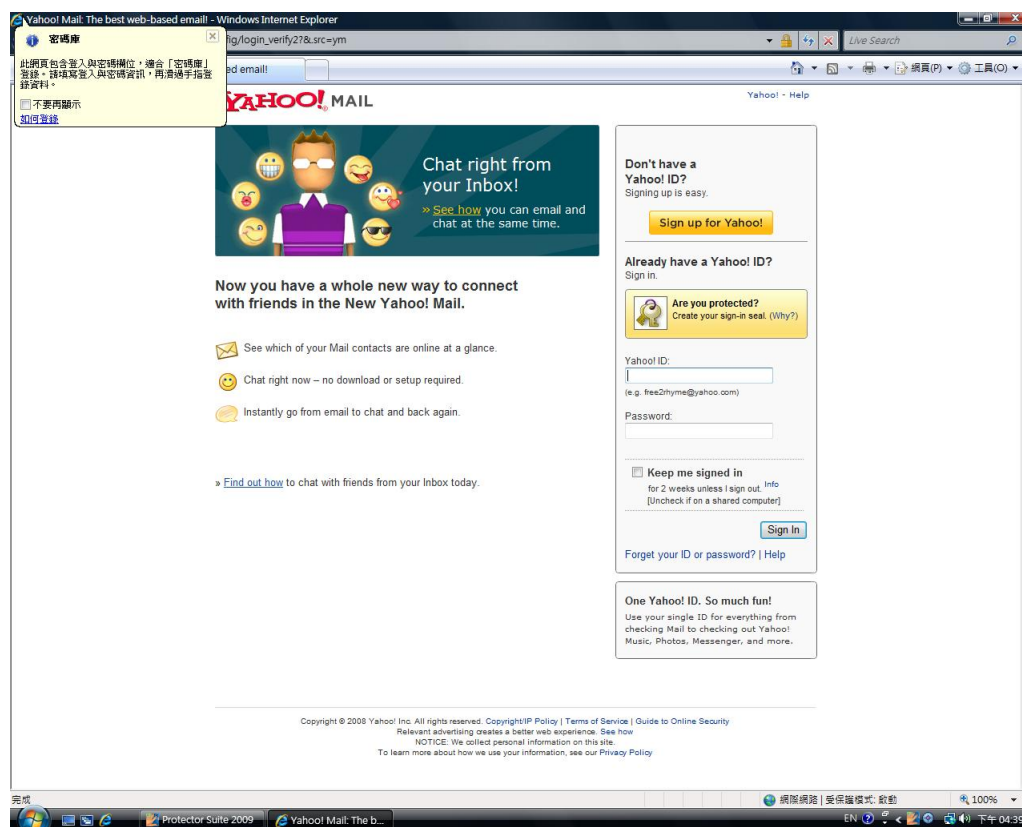 Yahoo! Mail: The best web-based email! - Windows Internet Explorer
密碼庫
此網頁包含登入與密碼欄位，適合「密碼庫」
登錄。請填寫登入與密碼資訊，再滑過手指登
錄資料。
不要再顯示
如何登錄
fig/login_verify2?&.src=ym
Live Search
ed email!
網頁(P)
工具(O)
YAHOO! MAIL
Yahoo! - Help
Chat right from
your Inbox!
» See how you can email and
chat at the same time.
Now you have a whole new way to connect
with friends in the New Yahoo! Mail.
See which of your Mail contacts are online at a glance.
Chat right now – no download or setup required.
Instantly go from email to chat and back again.
» Find out how to chat with friends from your Inbox today.
Don't have a
Yahoo! ID?
Signing up is easy.
Sign up for Yahoo!
Already have a Yahoo! ID?
Sign in.
Are you protected?
Create your sign-in seal. (Why?)
Yahoo! ID:
(e.g. free2rhyme@yahoo.com)
Password:
Keep me signed in
for 2 weeks unless I sign out. Info
[Uncheck if on a shared computer]
Sign In
Forget your ID or password? | Help
One Yahoo! ID. So much fun!
Use your single ID for everything from
checking Mail to checking out Yahoo!
Music, Photos, Messenger, and more.
Copyright © 2008 Yahoo! Inc. All rights reserved. Copyright/IP Policy | Terms of Service | Guide to Online Security
Relevant advertising creates a better web experience. See how
NOTICE: We collect personal information on this site.
To learn more about how we use your information, see our Privacy Policy
完成
網際網路 | 受保護模式: 啟動
100%
Protector Suite 2009
Yahoo! Mail: The b...
EN
下午 04:39